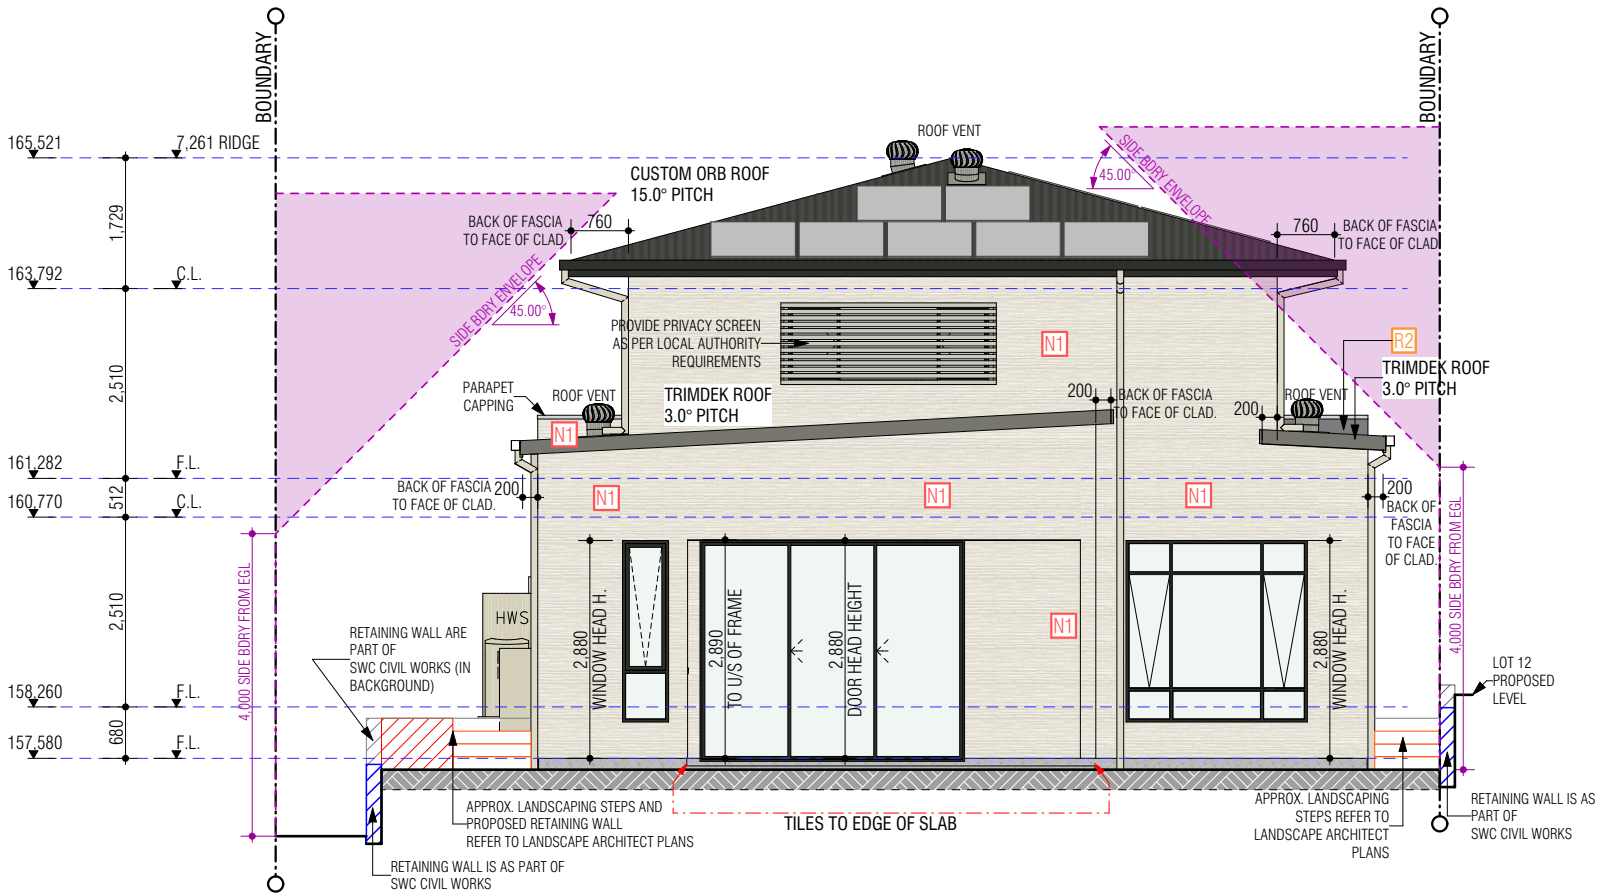 BOUNDARY
BOUNDARY
165,521
7,261 RIDGE
ROOF VENT
CUSTOM ORB ROOF
15.0° PITCH
SIDE BDRY ENVELOPE
45.00°
1,729
BACK OF FASCIA
TO FACE OF CLAD.
760
760
BACK OF FASCIA
TO FACE OF CLAD
163,792
C.L.
SIDE BDRY ENVELOPE
45.00°
PROVIDE PRIVACY SCREEN
AS PER LOCAL AUTHORITY
REQUIREMENTS
N1
R2
TRIMDEK ROOF
3.0° PITCH
2,510
PARAPET
CAPPING
ROOF VENT
TRIMDEK ROOF
3.0° PITCH
200
BACK OF FASCIA
TO FACE OF CLAD.
ROOF VENT
200
N1
161,282
F.L.
512
BACK OF FASCIA
TO FACE OF CLAD.
200
N1
N1
N1
200
BACK OF
FASCIA
TO FACE
OF CLAD.
160,770
C.L.
4,000 SIDE BDRY FROM EGL
4,000 SIDE BDRY FROM EGL
2,510
HWS
2,880
WINDOW HEAD H.
2,890
TO U/S OF FRAME
2,880
DOOR HEAD HEIGHT
N1
2,880
WINDOW HEAD H.
RETAINING WALL ARE
PART OF
SWC CIVIL WORKS (IN
BACKGROUND)
LOT 12
PROPOSED
LEVEL
158,260
F.L.
680
157,580
F.L.
APPROX. LANDSCAPING STEPS AND
PROPOSED RETAINING WALL
REFER TO LANDSCAPE ARCHITECT PLANS
TILES TO EDGE OF SLAB
APPROX. LANDSCAPING
STEPS REFER TO
LANDSCAPE ARCHITECT
PLANS
RETAINING WALL IS AS
PART OF
SWC CIVIL WORKS
RETAINING WALL IS AS PART OF
SWC CIVIL WORKS